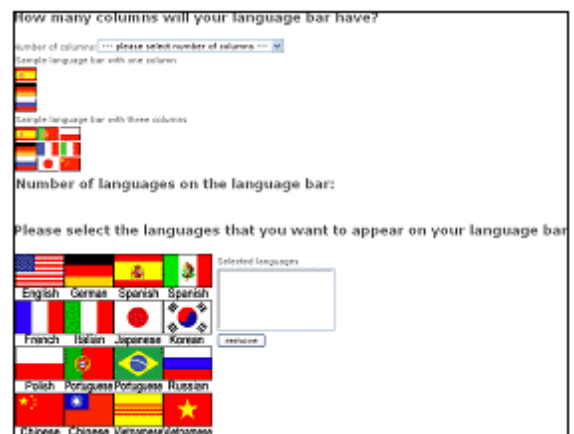 How many columns will your language bar have?
Number of columns: --- please select number of columns ---
Sample language bar with one column
Sample language bar with three columns
Number of languages on the language bar:
Please select the languages that you want to appear on your language bar
Selected languages
English German Spanish Spanish
French Italian Japanese Korean
remove
Polish Portuguese Portuguese Russian
Chinese Chinese Vietnamese Vietnamese